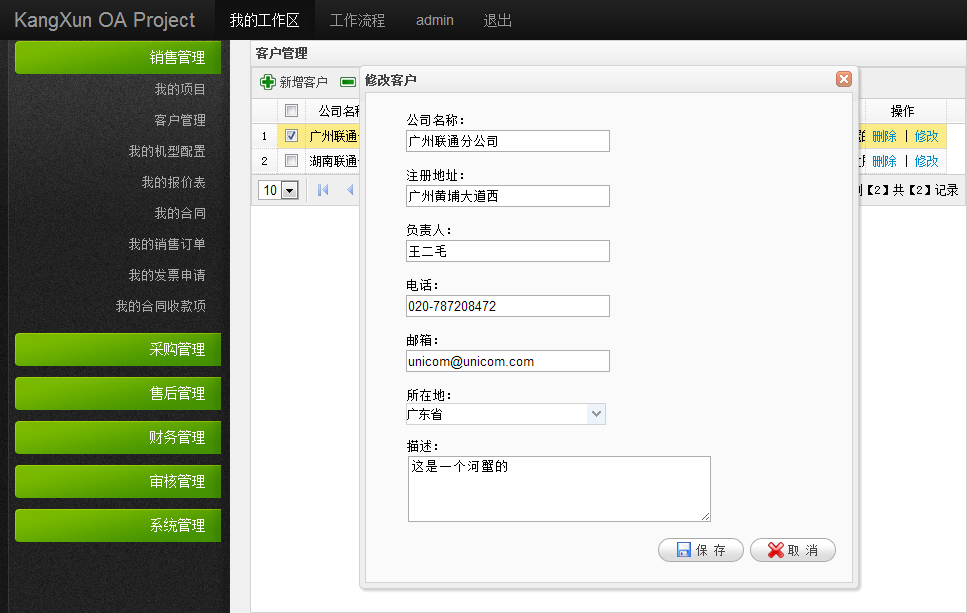 KangXun OA Project 我的工作区 工作流程 admin 退出
销售管理
我的项目
客户管理
我的机型配置
我的报价表
我的合同
我的销售订单
我的发票申请
我的合同收款项
采购管理
售后管理
财务管理
审核管理
系统管理
客户管理
新增客户
公司名称 操作
1 广州联通 删除 | 修改
2 湖南联通 删除 | 修改
10 【2】共【2】记录
修改客户
公司名称：
广州联通分公司
注册地址：
广州黄埔大道西
负责人：
王二毛
电话：
020-787208472
邮箱：
unicom@unicom.com
所在地：
广东省
描述：
这是一个河蟹的
保 存 取 消